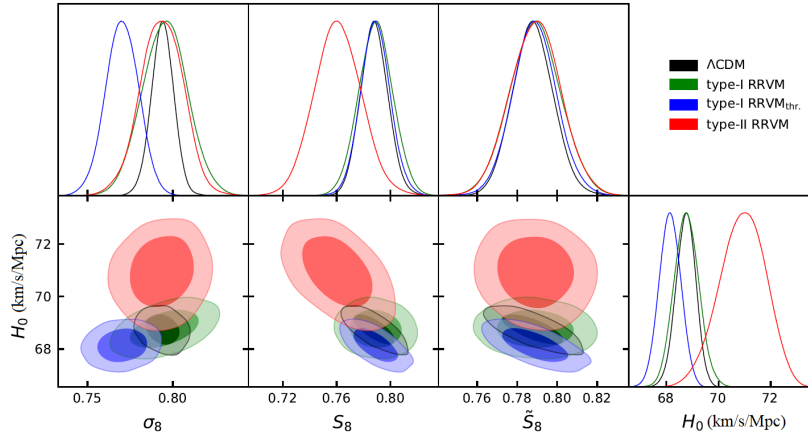 ΛCDM
type-I RRVM
type-I RRVM_thr.
type-II RRVM
H₀ (km/s/Mpc)
72
70
68
0.75 0.80
0.72 0.76 0.80
0.76 0.78 0.80 0.82
68 70 72
σ₈
S₈
S̃₈
H₀ (km/s/Mpc)